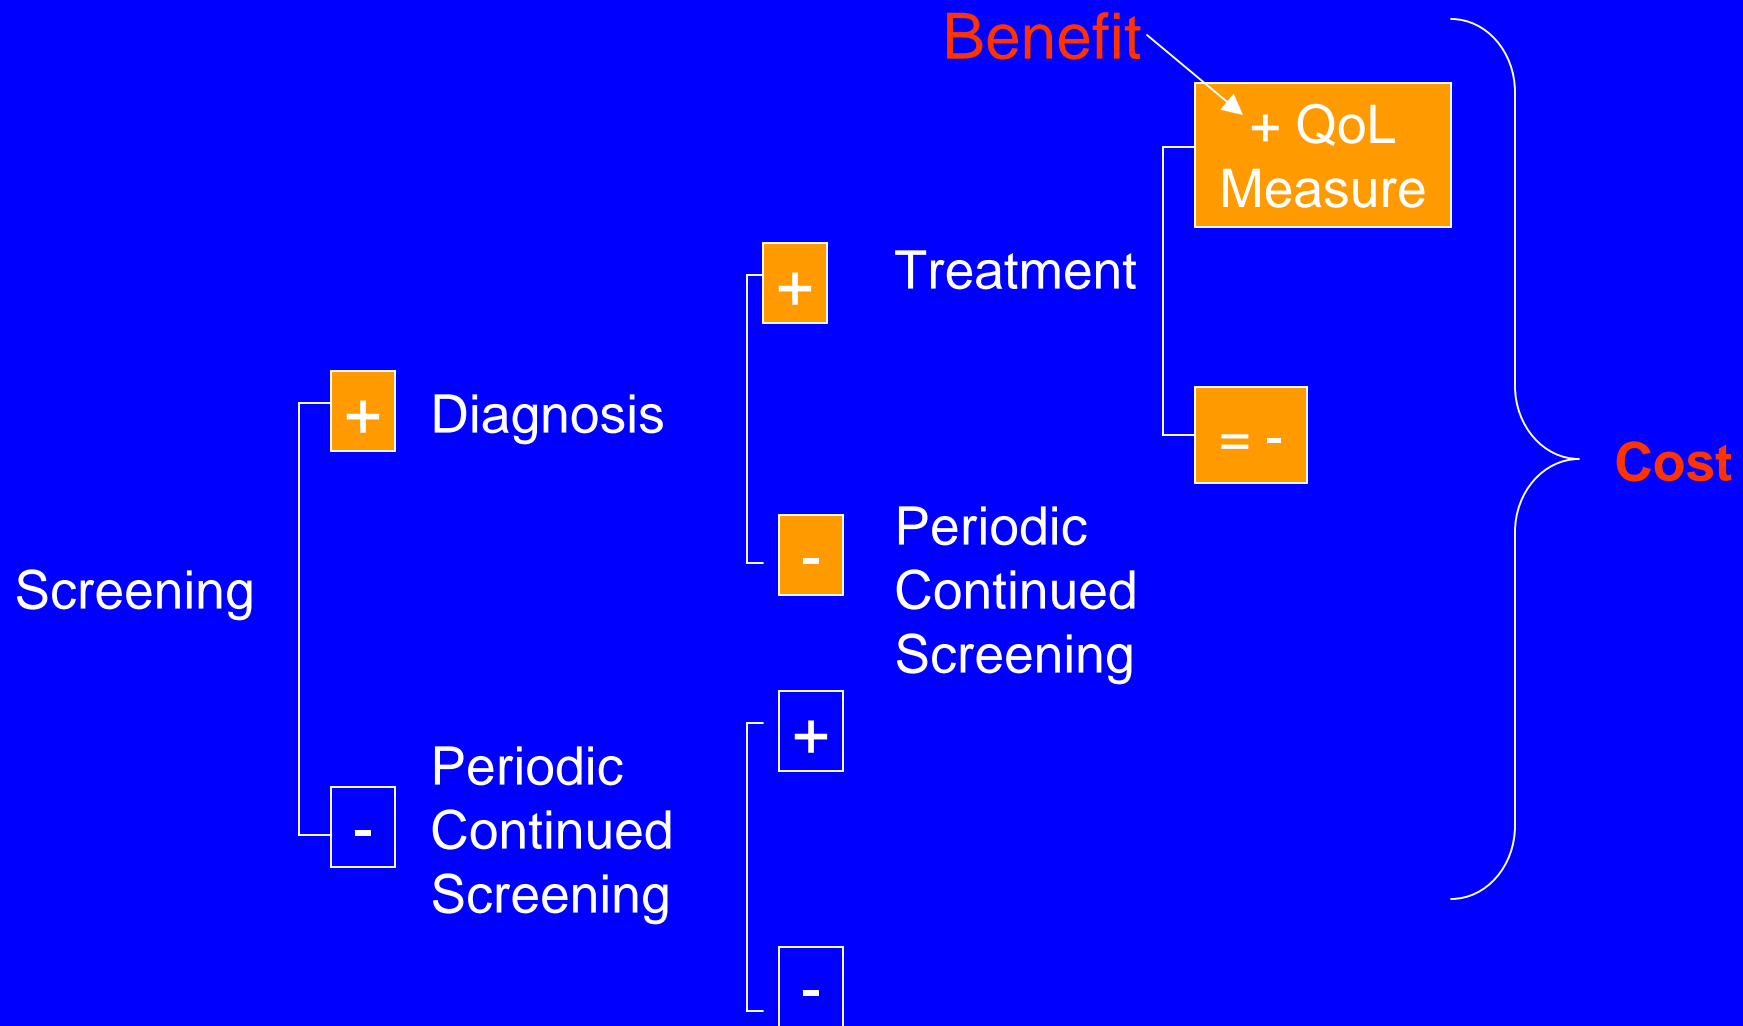 Benefit
+ QoL
Measure
+
Treatment
+
Diagnosis
= -
Cost
-
Periodic
Continued
Screening
Screening
+
-
Periodic
Continued
Screening
-